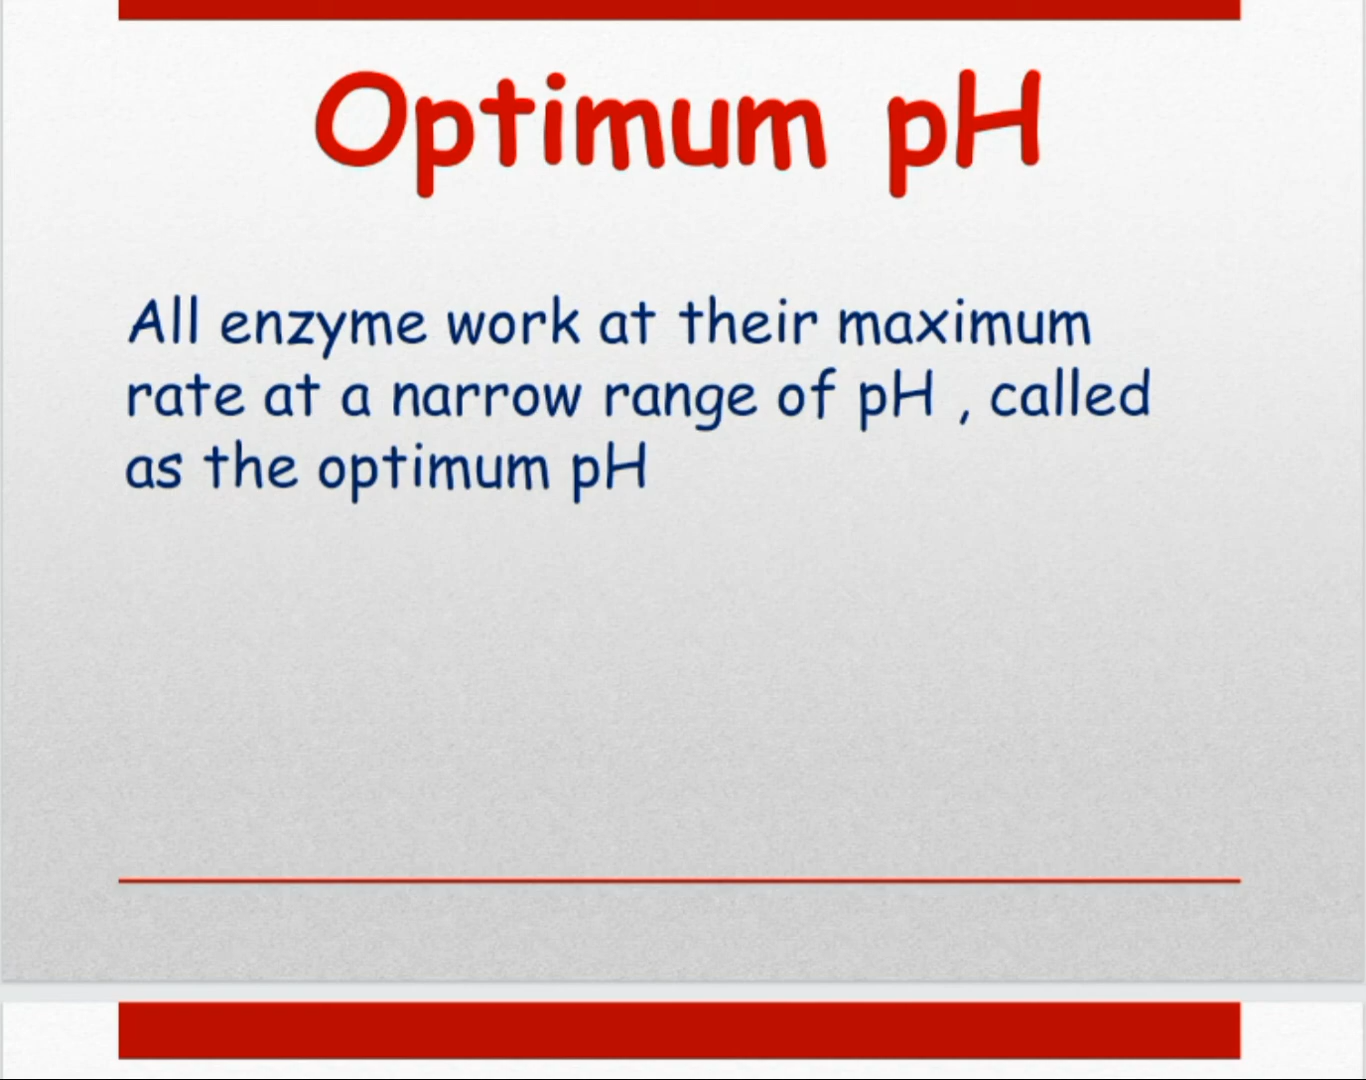 Optimum pH
All enzyme work at their maximum
rate at a narrow range of pH , called
as the optimum pH